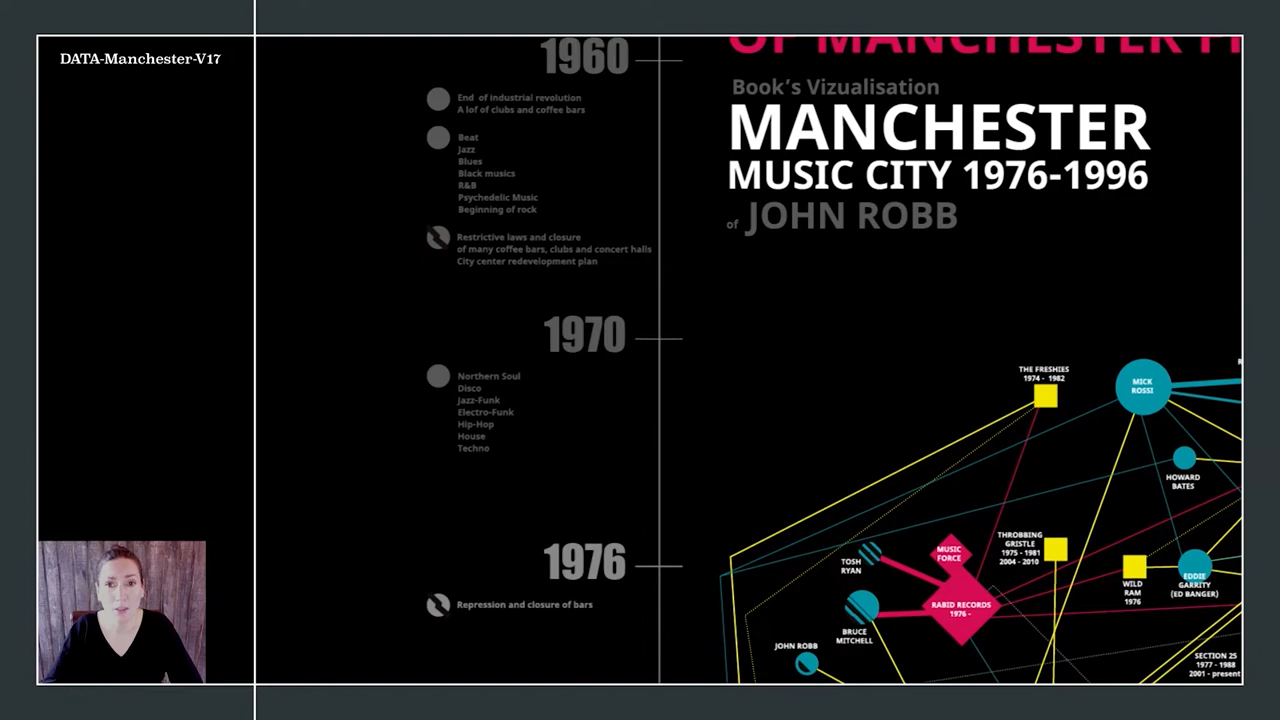 DATA-Manchester-V17
1960
End of industrial revolution
A lof of clubs and coffee bars
Beat
Jazz
Blues
Black musics
R&B
Psychedelic Music
Beginning of rock
Restrictive laws and closure
of many coffee bars, clubs and concert halls
City center redevelopment plan
1970
Northern Soul
Disco
Jazz-Funk
Electro-Funk
Hip-Hop
House
Techno
1976
Repression and closure of bars
OF MANCHESTER
Book's Vizualisation
MANCHESTER
MUSIC CITY 1976-1996
of JOHN ROBB
THE FRESHIES
1974 - 1982
MICK
ROSSI
HOWARD
BATES
THROBBING
GRISTLE
1975 - 1981
2004 - 2010
MUSIC
FORCE
TOSH
RYAN
WILD
RAM
1976
EDDIE
GARRITY
(ED BANGER)
RABID RECORDS
1976 -
BRUCE
MITCHELL
JOHN ROBB
SECTION 25
1977 - 1988
2001 - present